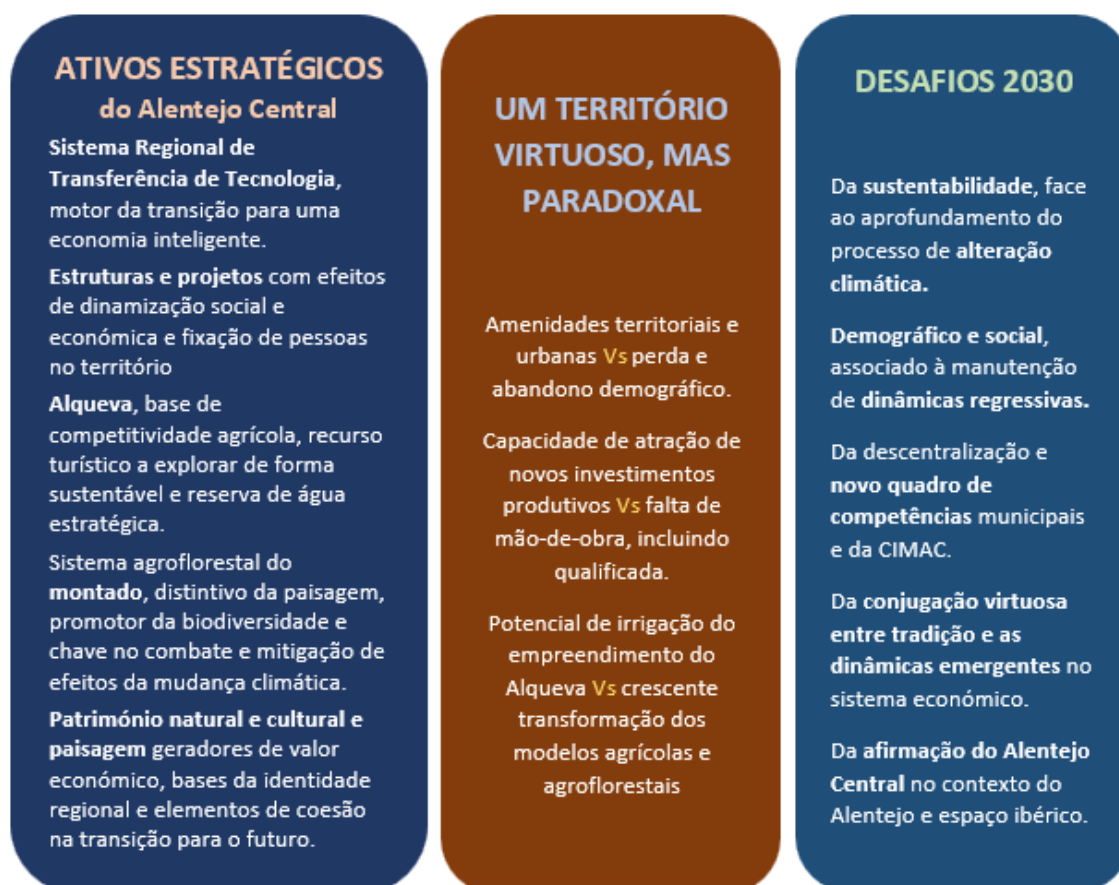 ATIVOS ESTRATÉGICOS
do Alentejo Central
Sistema Regional de
Transferência de Tecnologia,
motor da transição para uma
economia inteligente.
Estruturas e projetos com efeitos
de dinamização social e
económica e fixação de pessoas
no território
Alqueva, base de
competitividade agrícola, recurso
turístico a explorar de forma
sustentável e reserva de água
estratégica.
Sistema agroflorestal do
montado, distintivo da paisagem,
promotor da biodiversidade e
chave no combate e mitigação de
efeitos da mudança climática.
Património natural e cultural e
paisagem geradores de valor
económico, bases da identidade
regional e elementos de coesão
na transição para o futuro.
UM TERRITÓRIO
VIRTUOSO, MAS
PARADOXAL
Amenidades territoriais e
urbanas Vs perda e
abandono demográfico.
Capacidade de atração de
novos investimentos
produtivos Vs falta de
mão-de-obra, incluindo
qualificada.
Potencial de irrigação do
empreendimento do
Alqueva Vs crescente
transformação dos
modelos agrícolas e
agroflorestais
DESAFIOS 2030
Da sustentabilidade, face
ao aprofundamento do
processo de alteração
climática.
Demográfico e social,
associado à manutenção
de dinâmicas regressivas.
Da descentralização e
novo quadro de
competências municipais
e da CIMAC.
Da conjugação virtuosa
entre tradição e as
dinâmicas emergentes no
sistema económico.
Da afirmação do Alentejo
Central no contexto do
Alentejo e espaço ibérico.